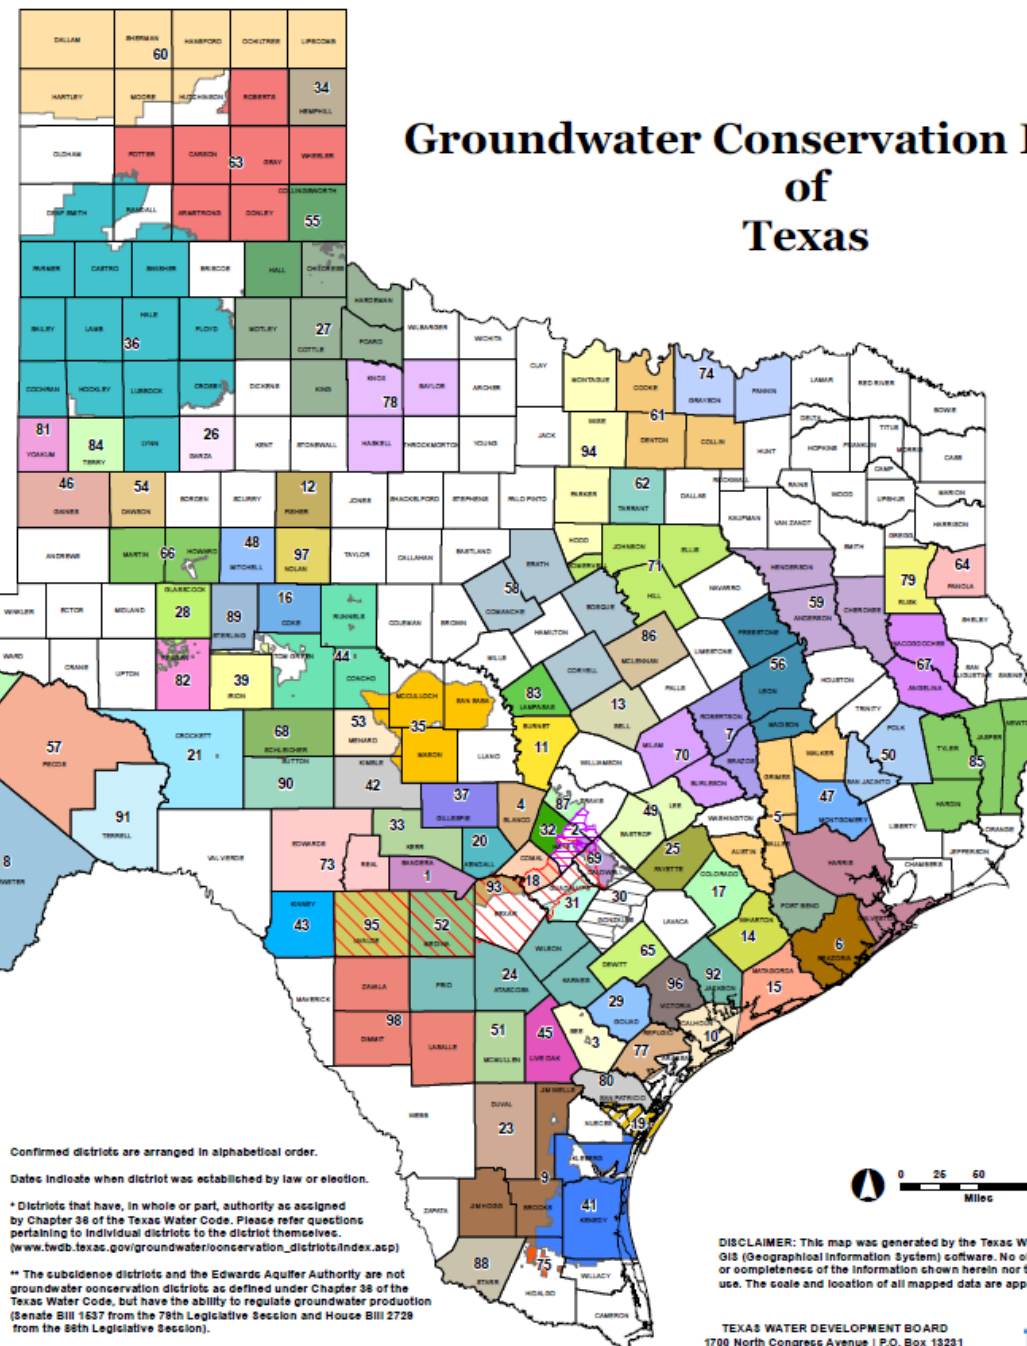 DALLAM SHERMAN HANSFORD OCHILTREE LIPSCOMB
60
HARTLEY MOORE HUTCHINSON ROBERTS 34
HEMPHILL
Groundwater Conservation
of
Texas
OLDHAM POTTER CARSON 63 GRAY WHEELER
COLLINGSWORTH
DEAF SMITH RANDALL ARMSTRONG DONLEY 55
PARMER CASTRO SWISHER BRISCOE HALL CHILDRESS
HARDEMAN
BAILEY LAMB HALE FLOYD MOTLEY 27 WILBARGER WICHITA
36 COTTLE FOARD
CLAY MONTAGUE COOKE 74 FANNIN LAMAR RED RIVER
GRAYSON
COCHRAN HOCKLEY LUBBOCK CROSBY DICKENS KING KNOX BAYLOR ARCHER
78 61 BOWIE
81 84 LYNN 26 KENT STONEWALL HASKELL THROCKMORTON YOUNG JACK WISE DENTON COLLIN HUNT DELTA HOPKINS FRANKLIN TITUS MORRIS CASS
YOAKUM TERRY GARZA 94 CAMP
46 54 BORDEN SCURRY 12 JONES SHACKELFORD STEPHENS PALO PINTO PARKER 62 DALLAS ROCKWALL RAINS WOOD UPSHUR MARION
GAINES DAWSON FISHER TARRANT KAUFMAN VAN ZANDT HARRISON
ANDREWS MARTIN 66 HOWARD 48 97 TAYLOR CALLAHAN EASTLAND ERATH HOOD JOHNSON ELLIS SMITH GREGG
MITCHELL NOLAN SOMERVELL 71 HENDERSON 79 64
RUSK PANOLA
WINKLER ECTOR MIDLAND GLASSCOCK 89 16 RUNNELS COLEMAN BROWN COMANCHE 58 BOSQUE HILL NAVARRO 59 CHEROKEE SHELBY
28 STERLING COKE HAMILTON 86 FREESTONE ANDERSON
WARD CRANE UPTON REAGAN 39 TOM GREEN 44 MILLS CORYELL MCLENNAN LIMESTONE 56 NACOGDOCHES
82 IRION CONCHO MCCULLOCH SAN SABA 83 FALLS LEON HOUSTON 67 SAN AUGUSTINE SABINE
LAMPASAS 13 ANGELINA
57 CROCKETT 68 53 35 BURNET BELL ROBERTSON MADISON TRINITY POLK NEWTON
PECOS 21 SCHLEICHER MENARD MASON LLANO 11 MILAM 7 WALKER 50 TYLER JASPER
SUTTON KIMBLE WILLIAMSON 70 BRAZOS GRIMES SAN JACINTO 85
90 42 BURLESON 47 HARDIN
91 37 4 87 TRAVIS 49 LEE WASHINGTON 5 MONTGOMERY LIBERTY ORANGE
TERRELL GILLESPIE BLANCO 32 2 BASTROP WALLER JEFFERSON
33 20 HAYS 25 AUSTIN HARRIS CHAMBERS
8 VAL VERDE EDWARDS KERR KENDALL COMAL 69 FAYETTE COLORADO
73 REAL BANDERA 18 CALDWELL 17 FORT BEND GALVESTON
1 93 GUADALUPE
KINNEY 95 52 BEXAR 31 30 LAVACA WHARTON 6
43 UVALDE MEDINA GONZALES 14 BRAZORIA
WILSON 65 MATAGORDA
MAVERICK ZAVALA FRIO 24 KARNES DEWITT 96 92 15
ATASCOSA VICTORIA JACKSON
98 51 45 BEE 29 CALHOUN
DIMMIT LASALLE MCMULLEN LIVE OAK 3 GOLIAD REFUGIO 10
77 ARANSAS
WEBB DUVAL JIM WELLS 80
SAN PATRICIO
23 NUECES 19
KLEBERG
ZAPATA JIM HOGG BROOKS 9 41
KENEDY
88 75
STARR HIDALGO WILLACY
CAMERON
Confirmed districts are arranged in alphabetical order.
Dates indicate when district was established by law or election.
* Districts that have, in whole or part, authority as assigned
by Chapter 36 of the Texas Water Code. Please refer questions
pertaining to individual districts to the district themselves.
(www.twdb.texas.gov/groundwater/conservation_districts/index.asp)
** The subsidence districts and the Edwards Aquifer Authority are not
groundwater conservation districts as defined under Chapter 36 of the
Texas Water Code, but have the ability to regulate groundwater production
(Senate Bill 1537 from the 79th Legislative Session and House Bill 2729
from the 86th Legislative Session).
0 25 50
Miles
DISCLAIMER: This map was generated by the Texas W
GIS (Geographical Information System) software. No
or completeness of the information shown herein nor
use. The scale and location of all mapped data are
TEXAS WATER DEVELOPMENT BOARD
1700 North Congress Avenue | P.O. Box 13231